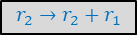 r₂ → r₂ + r₁